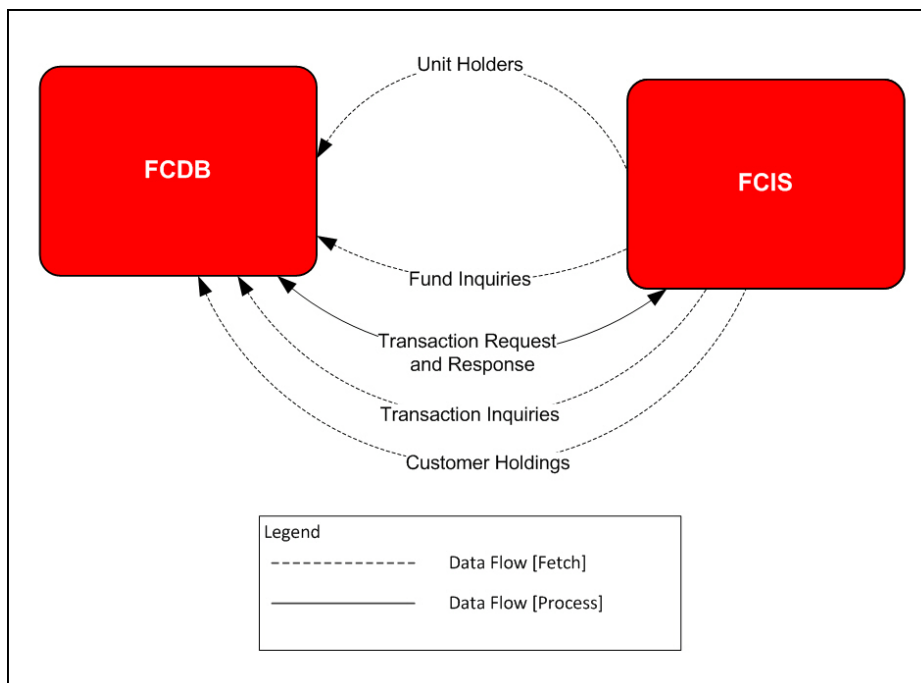 Unit Holders
FCDB
FCIS
Fund Inquiries
Transaction Request
and Response
Transaction Inquiries
Customer Holdings
Legend
Data Flow [Fetch]
Data Flow [Process]